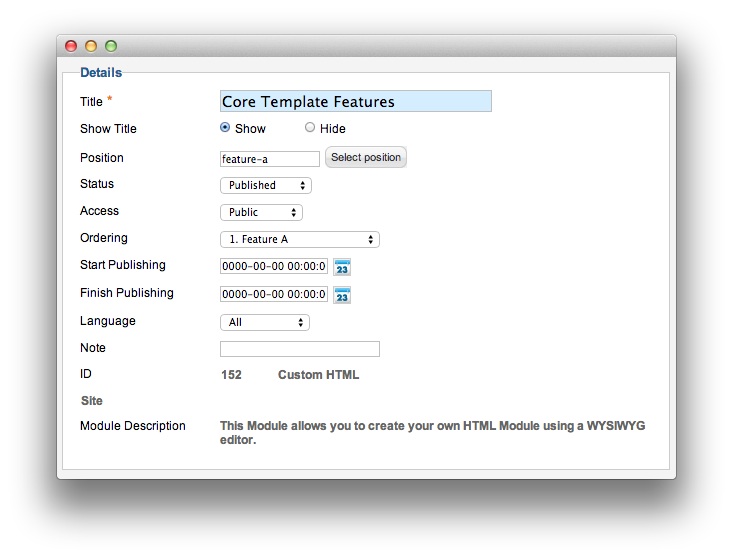 Details
Title * Core Template Features
Show Title Show Hide
Position feature-a Select position
Status Published
Access Public
Ordering 1. Feature A
Start Publishing 0000-00-00 00:00:0 23
Finish Publishing 0000-00-00 00:00:0 23
Language All
Note
ID 152 Custom HTML
Site
Module Description This Module allows you to create your own HTML Module using a WYSIWYG
editor.